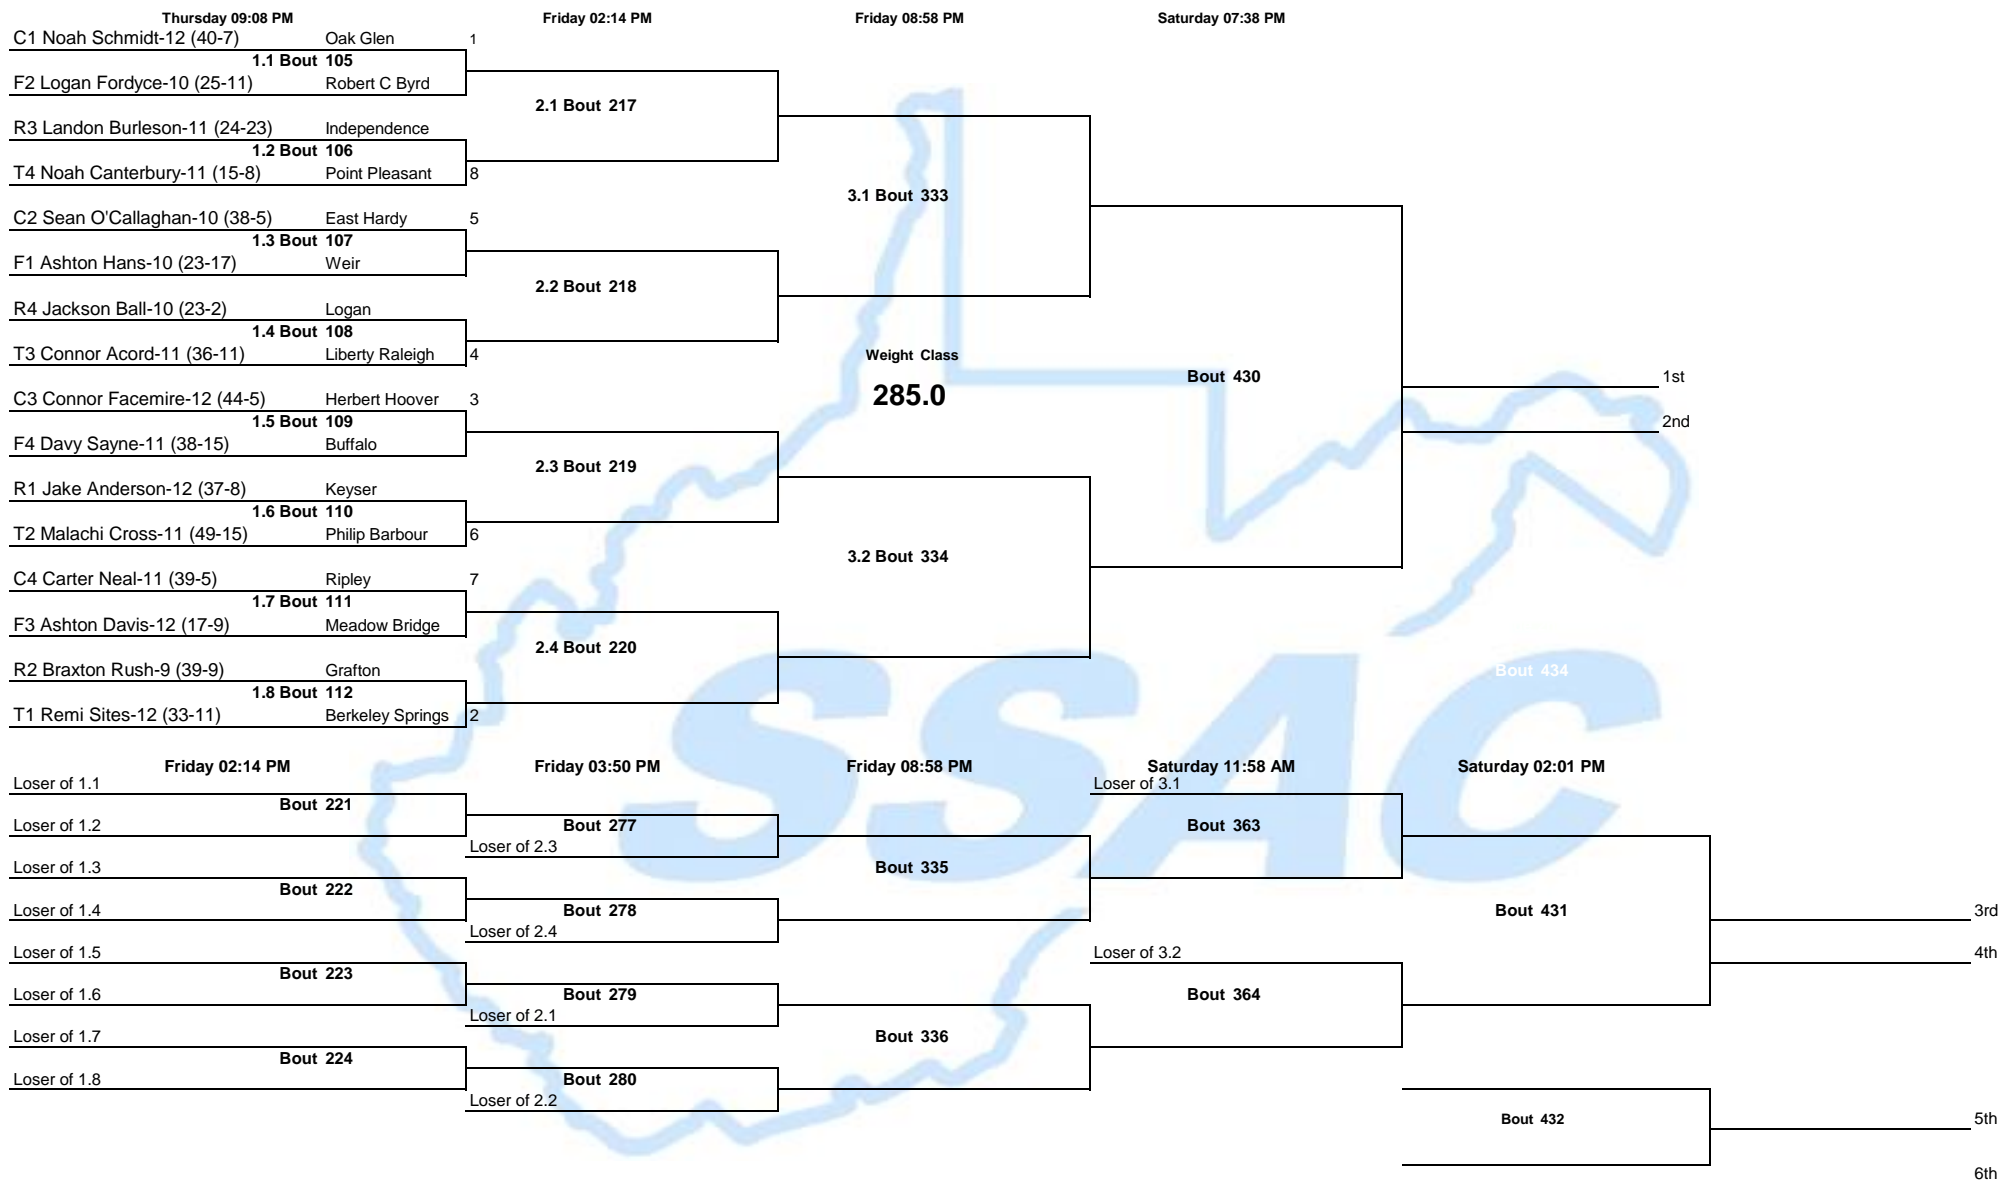 Thursday 09:08 PM Friday 02:14 PM Friday 08:58 PM Saturday 07:38 PM
C1 Noah Schmidt-12 (40-7) Oak Glen 1
1.1 Bout 105
F2 Logan Fordyce-10 (25-11) Robert C Byrd
2.1 Bout 217
R3 Landon Burleson-11 (24-23) Independence
1.2 Bout 106
T4 Noah Canterbury-11 (15-8) Point Pleasant 8
3.1 Bout 333
C2 Sean O'Callaghan-10 (38-5) East Hardy 5
1.3 Bout 107
F1 Ashton Hans-10 (23-17) Weir
2.2 Bout 218
R4 Jackson Ball-10 (23-2) Logan
1.4 Bout 108
T3 Connor Acord-11 (36-11) Liberty Raleigh 4
Weight Class
285.0
Bout 430
1st
2nd
C3 Connor Facemire-12 (44-5) Herbert Hoover 3
1.5 Bout 109
F4 Davy Sayne-11 (38-15) Buffalo
2.3 Bout 219
R1 Jake Anderson-12 (37-8) Keyser
1.6 Bout 110
T2 Malachi Cross-11 (49-15) Philip Barbour 6
3.2 Bout 334
C4 Carter Neal-11 (39-5) Ripley 7
1.7 Bout 111
F3 Ashton Davis-12 (17-9) Meadow Bridge
2.4 Bout 220
R2 Braxton Rush-9 (39-9) Grafton
1.8 Bout 112
T1 Remi Sites-12 (33-11) Berkeley Springs 2
Bout 434
SSAC
Friday 02:14 PM Friday 03:50 PM Friday 08:58 PM Saturday 11:58 AM Saturday 02:01 PM
Loser of 1.1
Bout 221
Loser of 1.2
Bout 277
Loser of 2.3
Loser of 3.1
Bout 363
Loser of 1.3
Bout 222
Loser of 1.4
Bout 335
Bout 278
Loser of 2.4
Bout 431
3rd
4th
Loser of 1.5
Bout 223
Loser of 1.6
Bout 279
Loser of 2.1
Loser of 3.2
Bout 364
Loser of 1.7
Bout 224
Loser of 1.8
Bout 336
Bout 280
Loser of 2.2
Bout 432
5th
6th